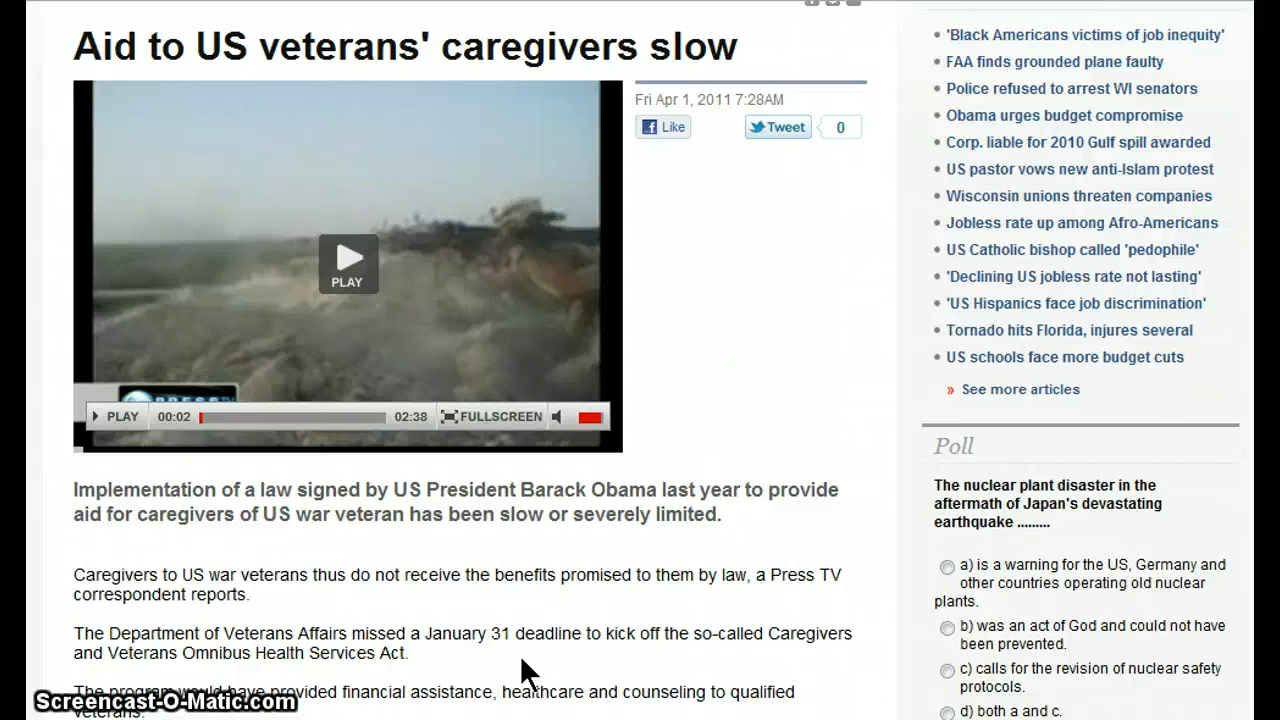 Aid to US veterans' caregivers slow
Fri Apr 1, 2011 7:28AM
Like
Tweet
0
PLAY
PLAY
00:02
02:38
FULLSCREEN
Implementation of a law signed by US President Barack Obama last year to provide
aid for caregivers of US war veteran has been slow or severely limited.
Caregivers to US war veterans thus do not receive the benefits promised to them by law, a Press TV
correspondent reports.
The Department of Veterans Affairs missed a January 31 deadline to kick off the so-called Caregivers
and Veterans Omnibus Health Services Act.
The program would have provided financial assistance, healthcare and counseling to qualified
veterans.
Screencast-O-Matic.com
'Black Americans victims of job inequity'
FAA finds grounded plane faulty
Police refused to arrest WI senators
Obama urges budget compromise
Corp. liable for 2010 Gulf spill awarded
US pastor vows new anti-Islam protest
Wisconsin unions threaten companies
Jobless rate up among Afro-Americans
US Catholic bishop called 'pedophile'
'Declining US jobless rate not lasting'
'US Hispanics face job discrimination'
Tornado hits Florida, injures several
US schools face more budget cuts
» See more articles
Poll
The nuclear plant disaster in the
aftermath of Japan's devastating
earthquake .........
a) is a warning for the US, Germany and
other countries operating old nuclear
plants.
b) was an act of God and could not have
been prevented.
c) calls for the revision of nuclear safety
protocols.
d) both a and c.